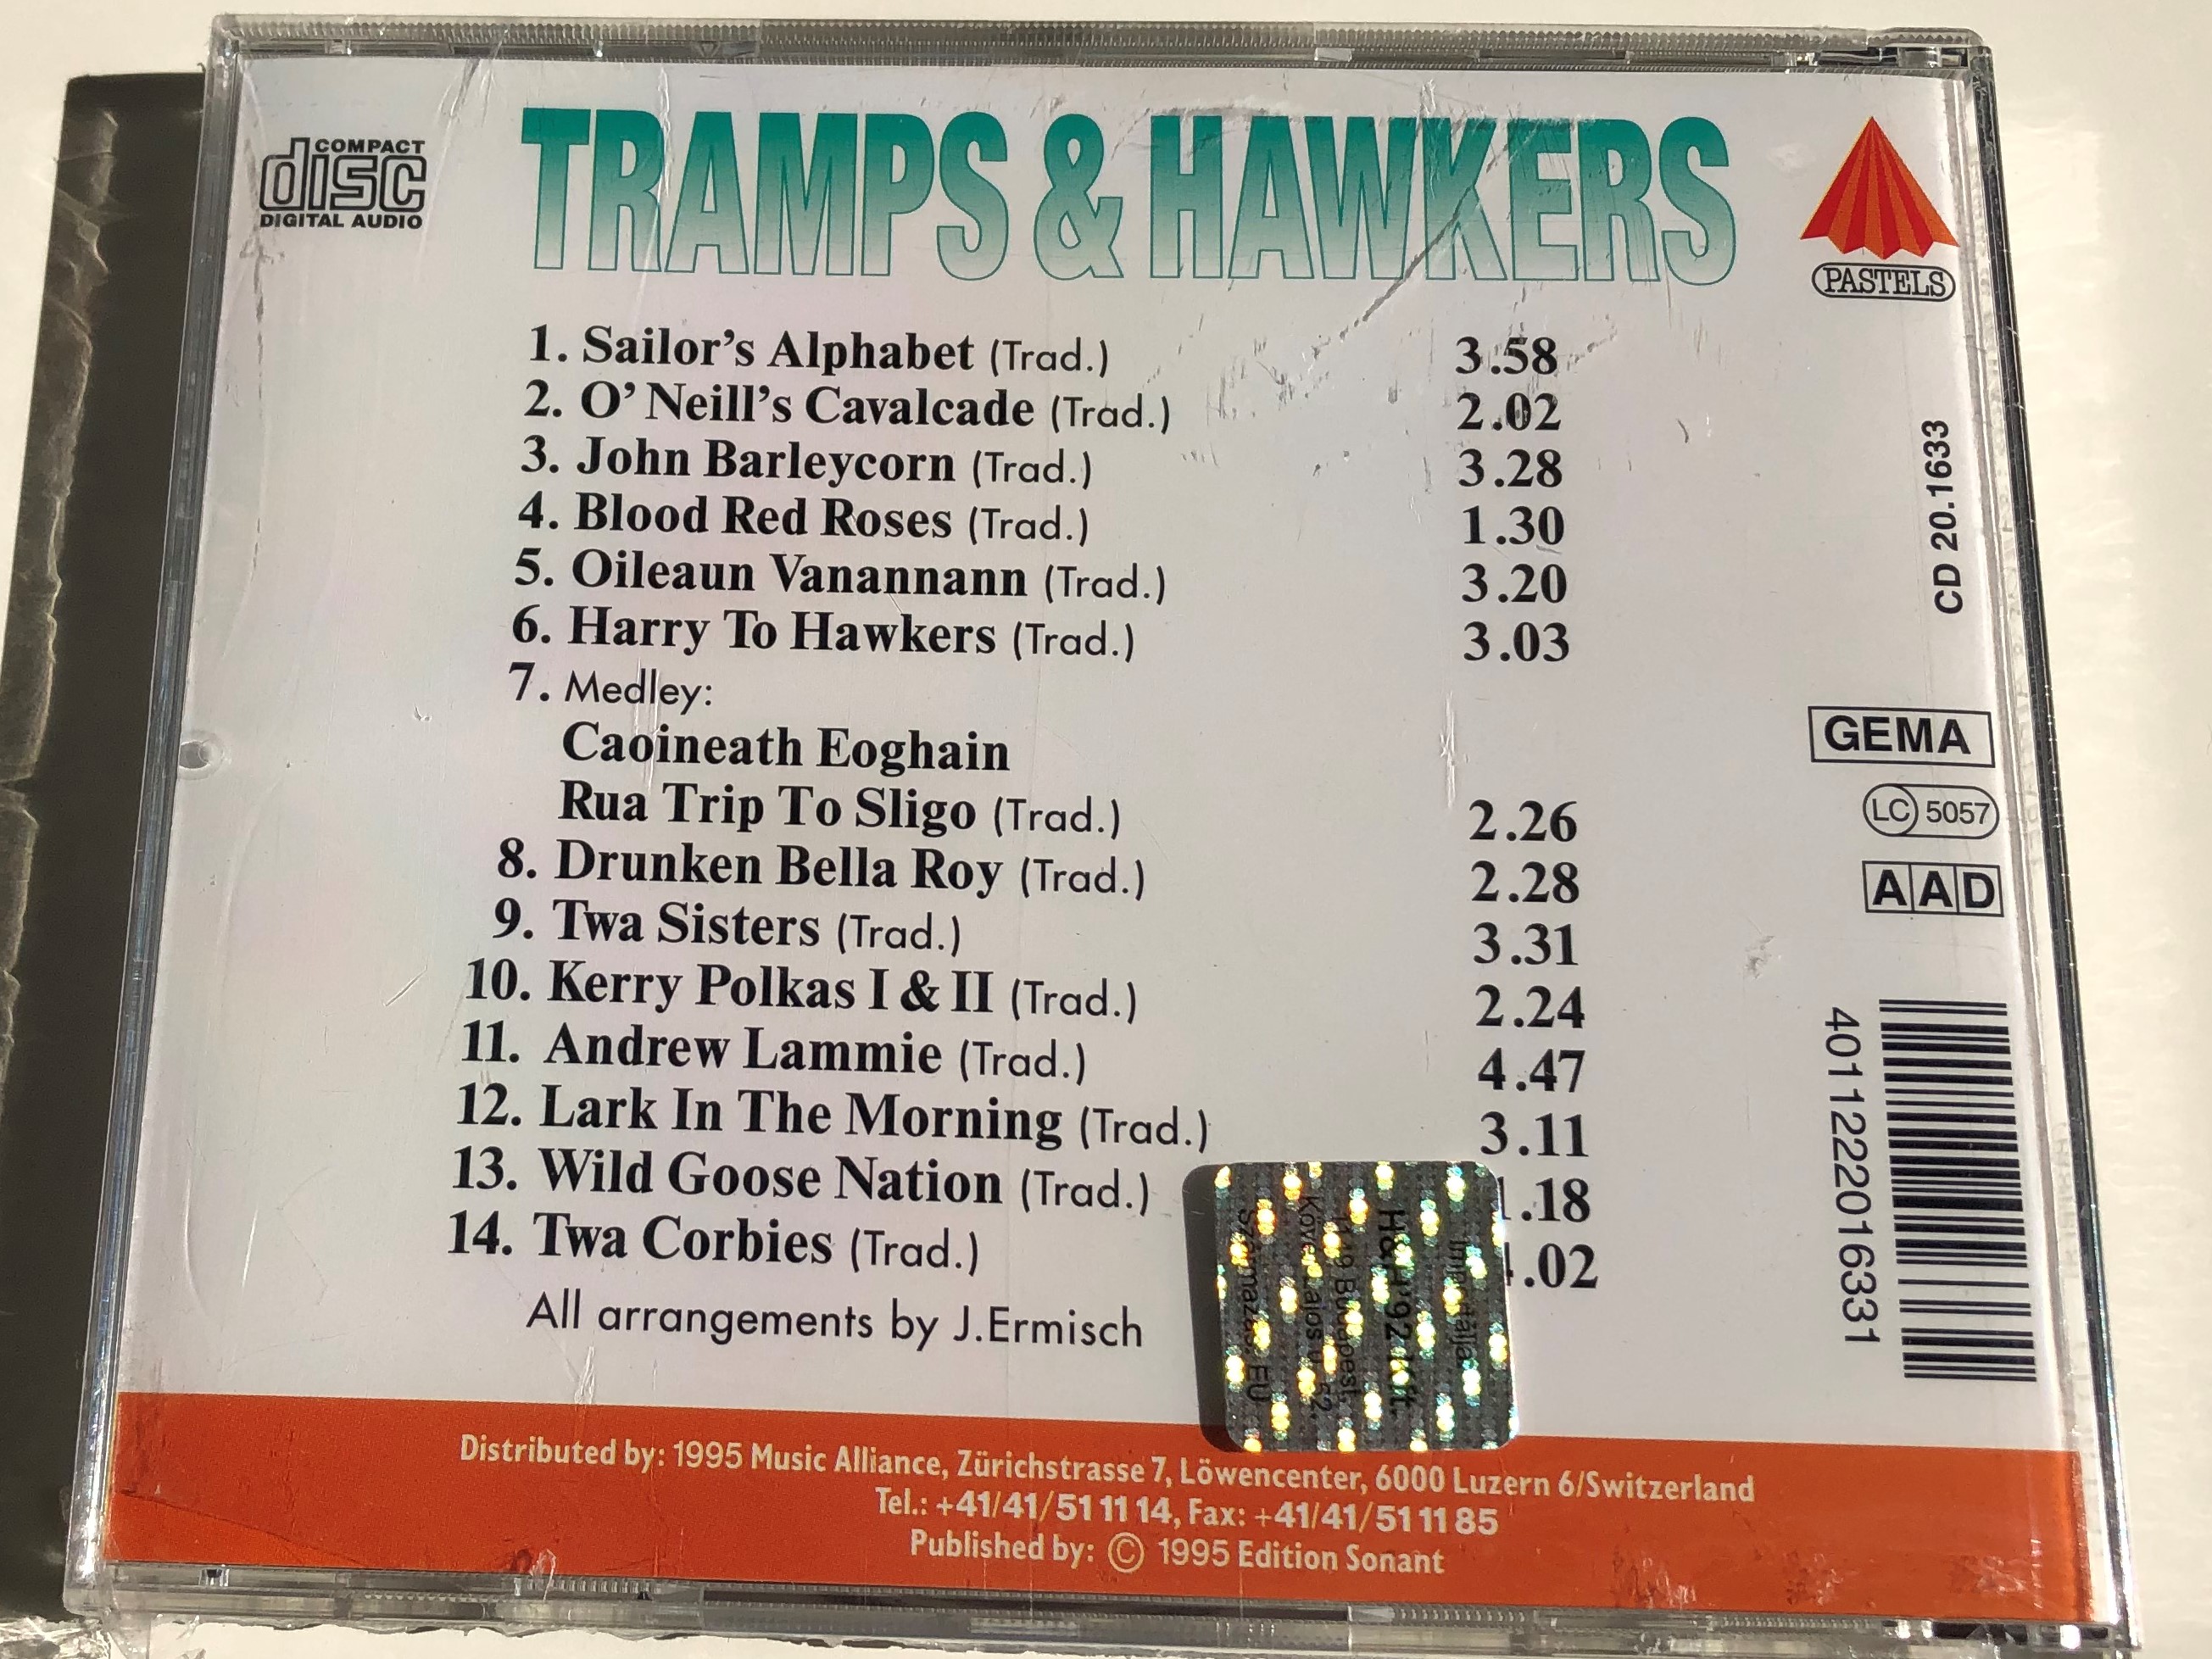 COMPACT
disc
DIGITAL AUDIO
TRAMPS & HAWKERS
PASTELS
1. Sailor's Alphabet (Trad.) 3.58
2. O' Neill's Cavalcade (Trad.) 2.02
3. John Barleycorn (Trad.) 3.28
4. Blood Red Roses (Trad.) 1.30
5. Oileaun Vanannann (Trad.) 3.20
6. Harry To Hawkers (Trad.) 3.03
7. Medley:
Caoineath Eoghain
Rua Trip To Sligo (Trad.) 2.26
8. Drunken Bella Roy (Trad.) 2.28
9. Twa Sisters (Trad.) 3.31
10. Kerry Polkas I & II (Trad.) 2.24
11. Andrew Lammie (Trad.) 4.47
12. Lark In The Morning (Trad.) 3.11
13. Wild Goose Nation (Trad.) .18
14. Twa Corbies (Trad.) .02
All arrangements by J.Ermisch
CD 20.1633
GEMA
LC 5057
AAD
4011222016331
EU
Distributed by: 1995 Music Alliance, Zürichstrasse 7, Löwencenter, 6000 Luzern 6/Switzerland
Tel.: +41/41/51 11 14, Fax: +41/41/51 11 85
Published by: © 1995 Edition Sonant